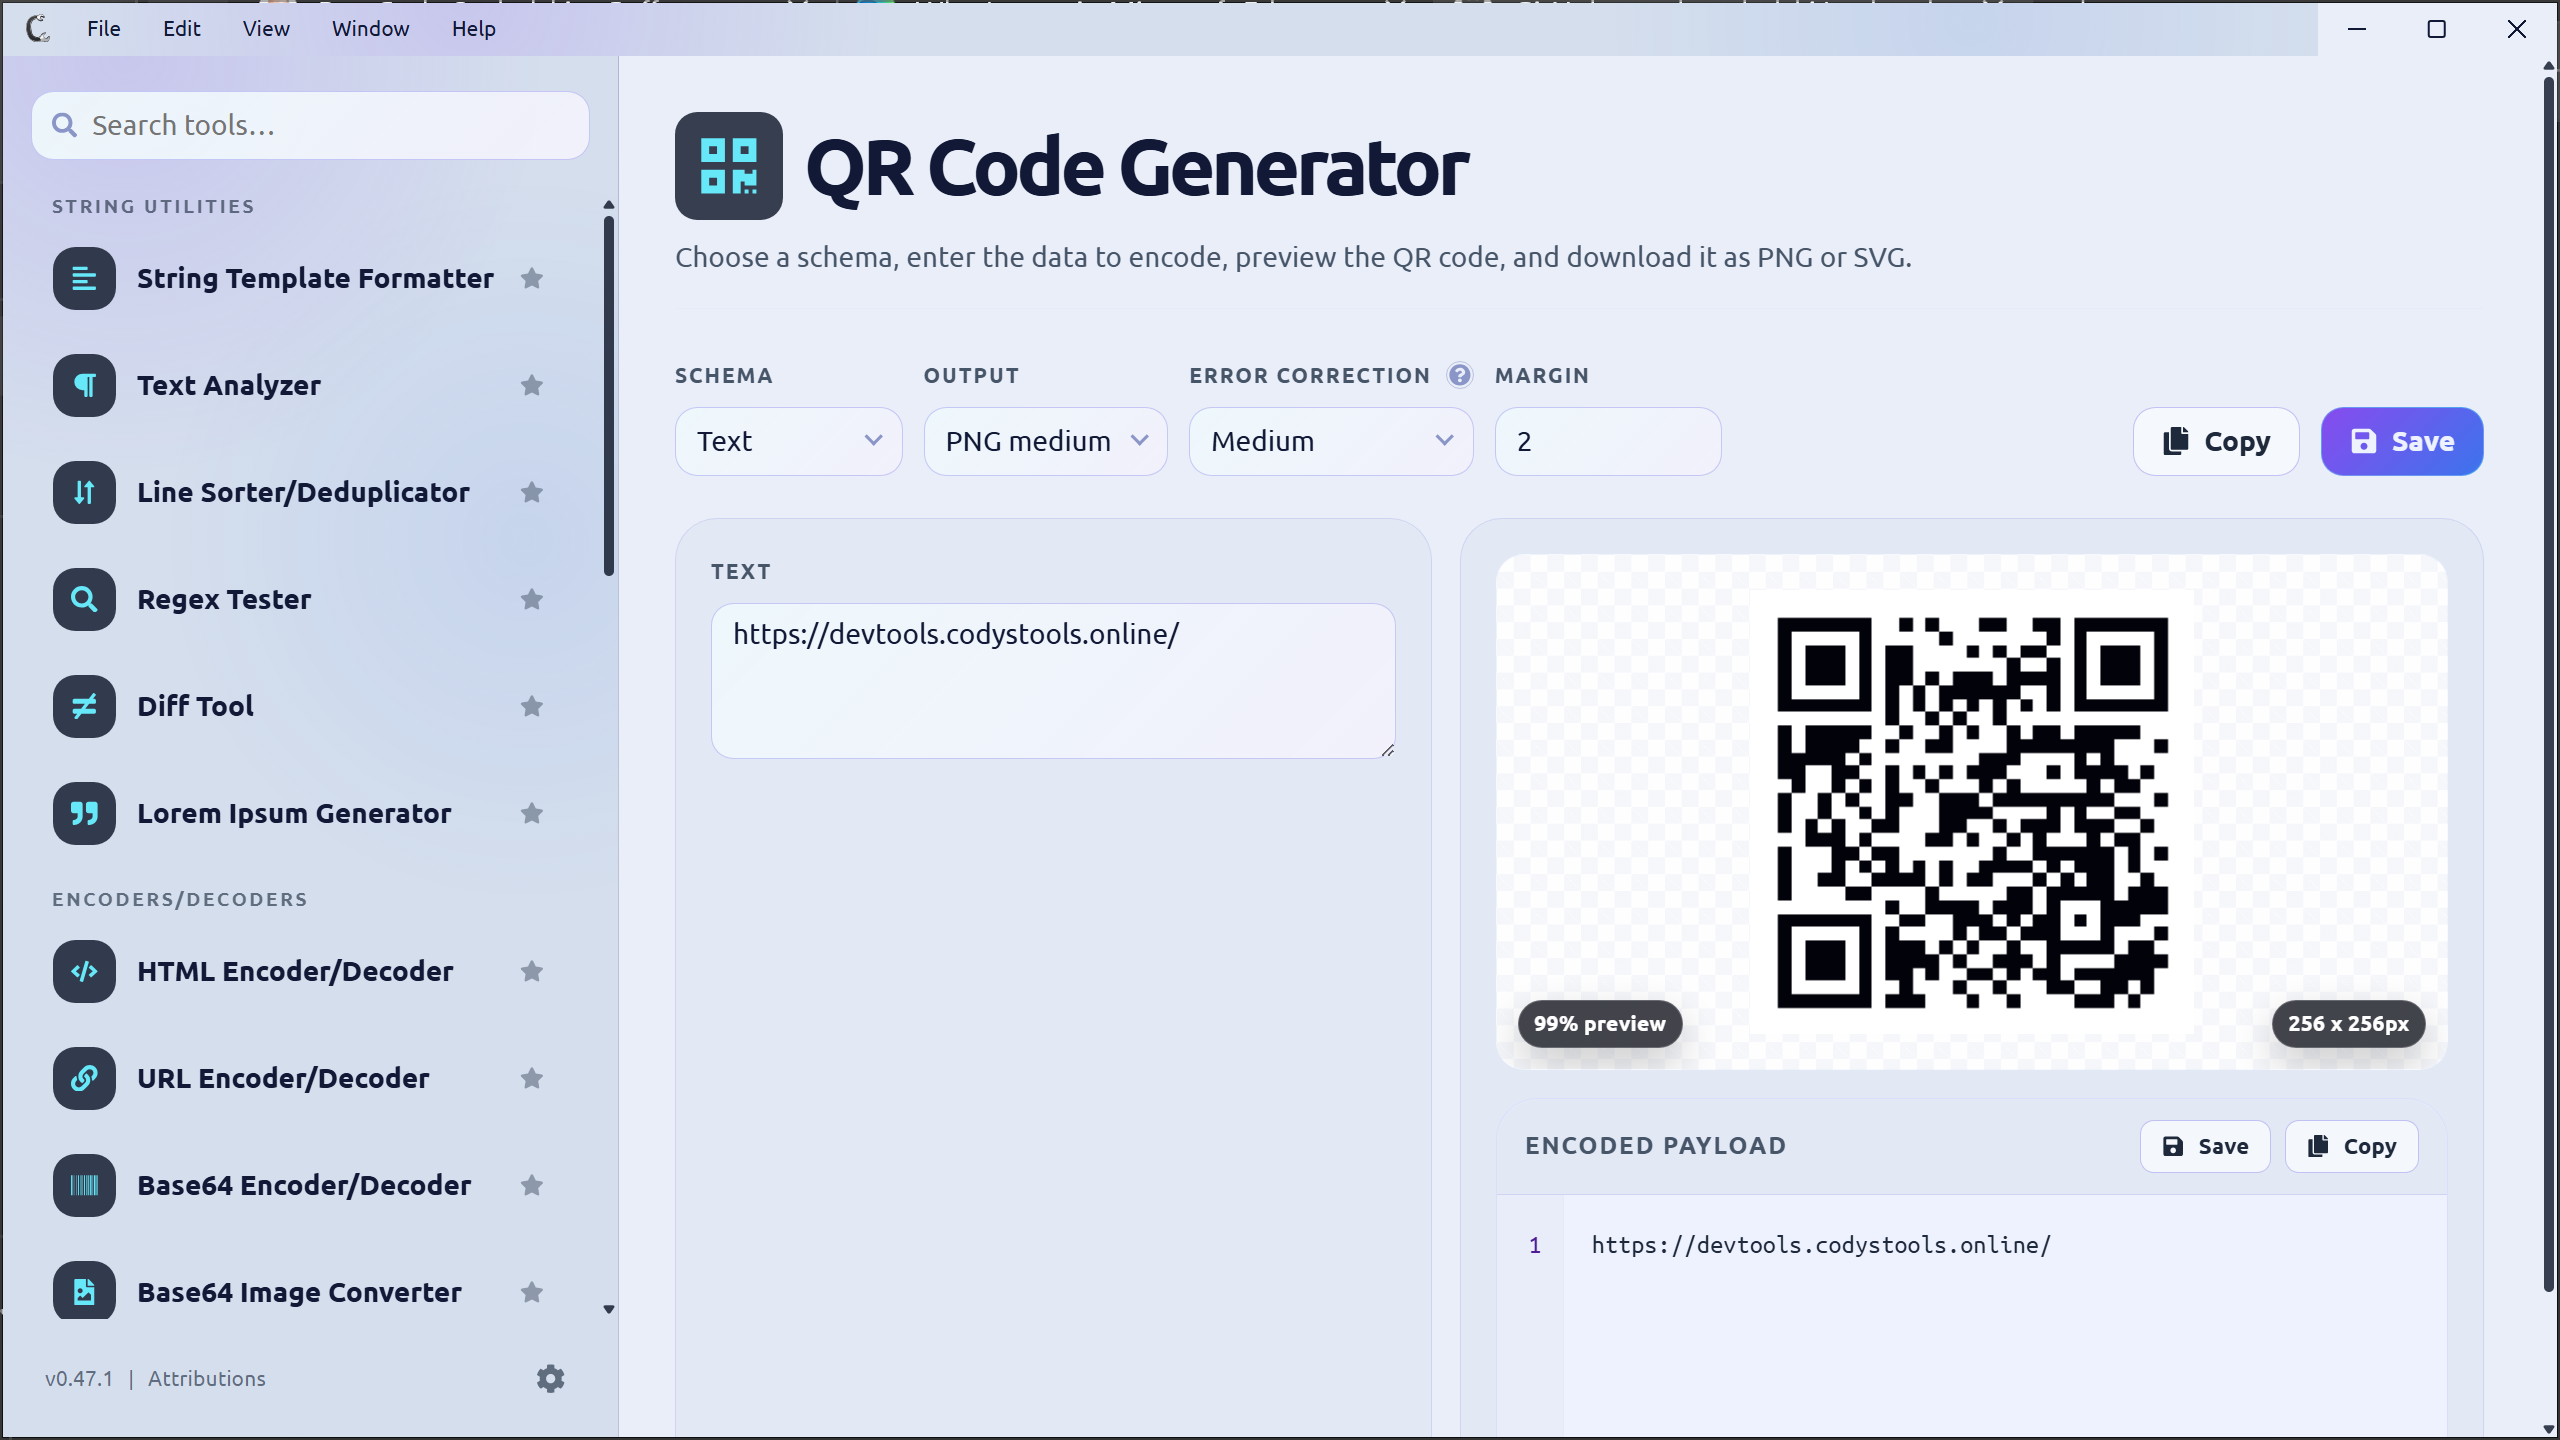 File Edit View Window Help
Search tools...
STRING UTILITIES
String Template Formatter
Text Analyzer
Line Sorter/Deduplicator
Regex Tester
Diff Tool
Lorem Ipsum Generator
ENCODERS/DECODERS
HTML Encoder/Decoder
URL Encoder/Decoder
Base64 Encoder/Decoder
Base64 Image Converter
v0.47.1 | Attributions
QR Code Generator
Choose a schema, enter the data to encode, preview the QR code, and download it as PNG or SVG.
SCHEMA OUTPUT ERROR CORRECTION ? MARGIN
Text PNG medium Medium 2 Copy Save
TEXT
https://devtools.codystools.online/
99% preview 256 x 256px
ENCODED PAYLOAD Save Copy
1 https://devtools.codystools.online/